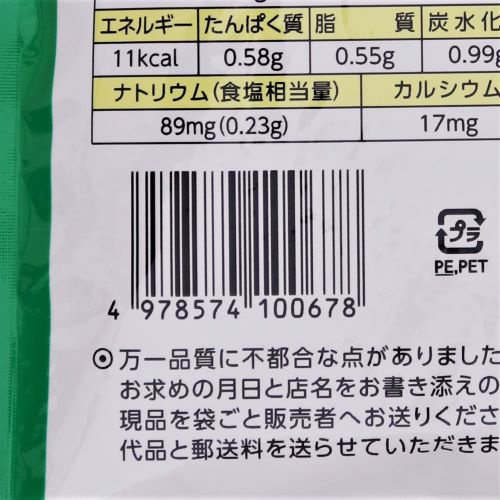 エネルギー たんぱく質 脂 質 炭水化
11kcal 0.58g 0.55g 0.99g
ナトリウム(食塩相当量) カルシウム
89mg(0.23g) 17mg
プラ
PE,PET
4 978574 100678
⦿ 万一品質に不都合な点がありました
お求めの月日と店名をお書き添えの
現品を袋ごと販売者へお送りくださ
代品と郵送料を送らせていただきま